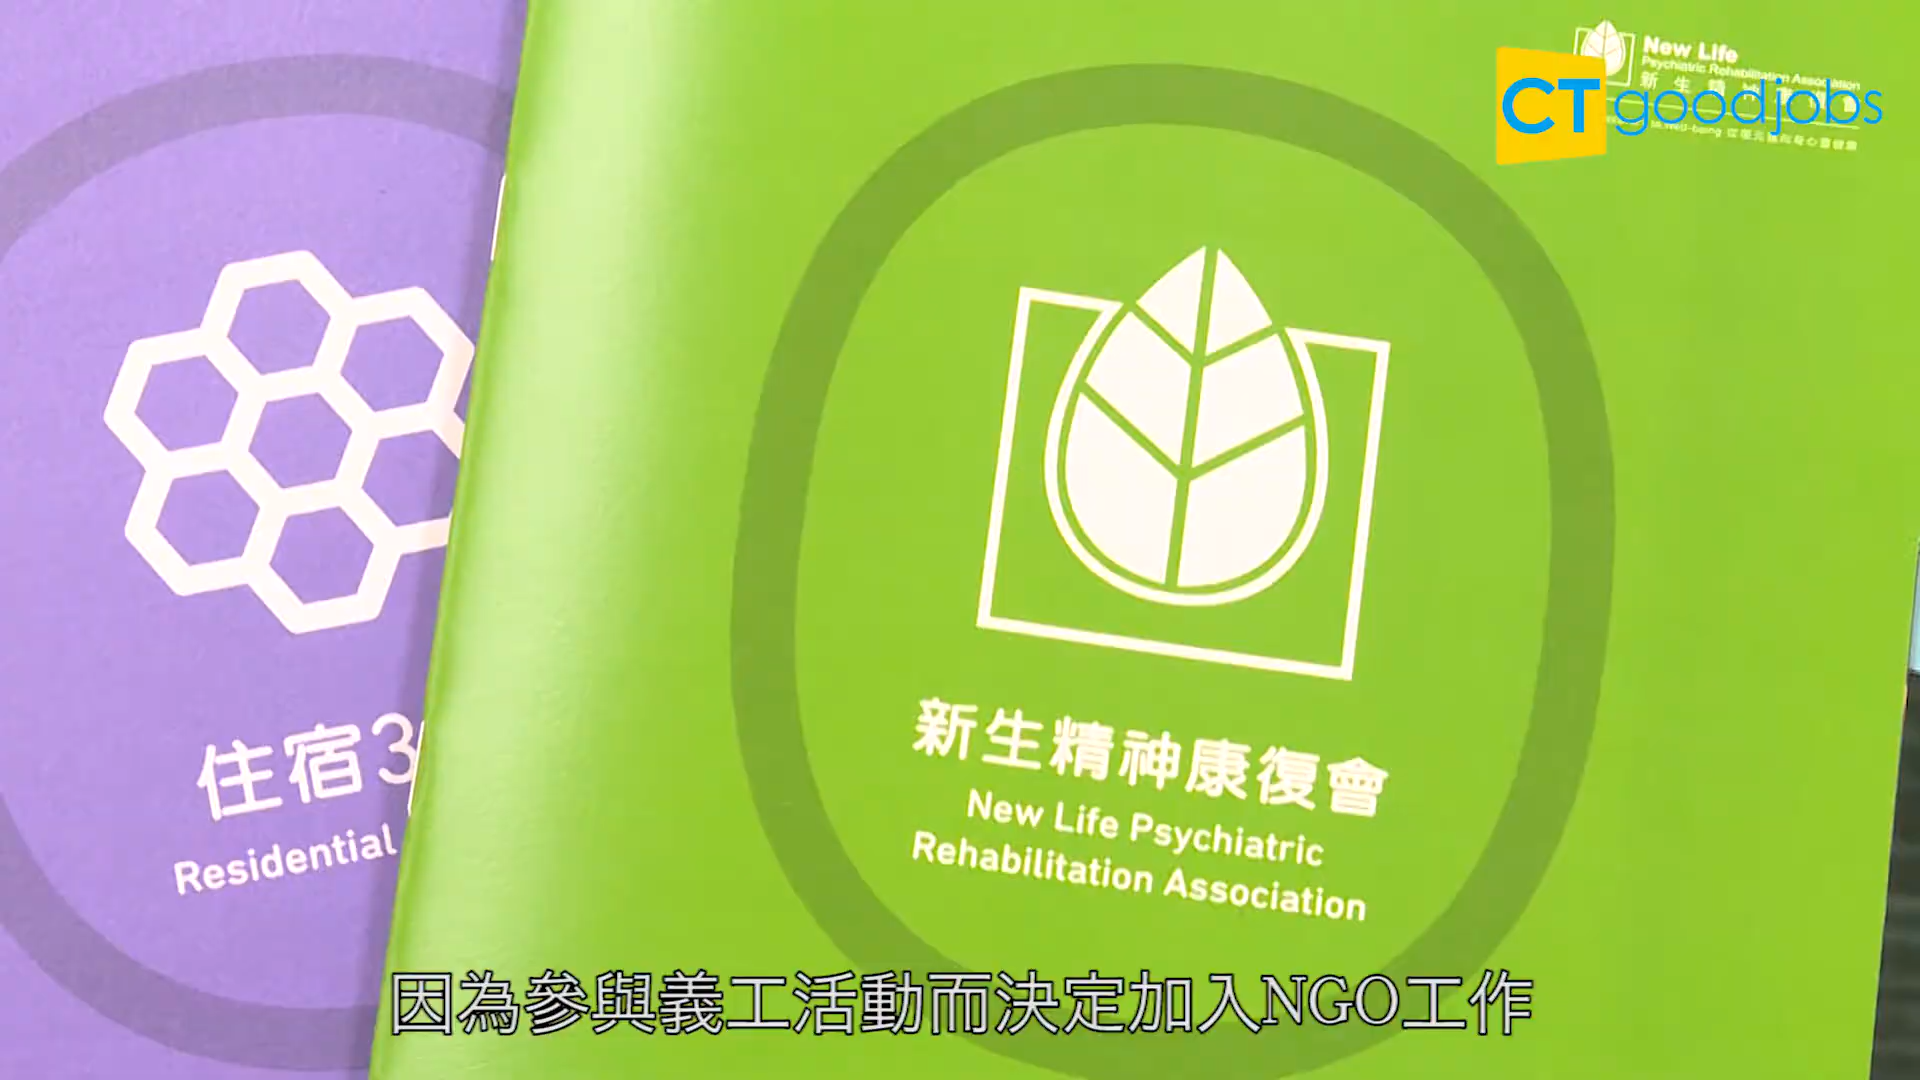 New Life
Psychiatric Rehabilitation Association
CTgoodjobs
住宿3
Residential
新生精神康復會
New Life Psychiatric
Rehabilitation Association
因為參與義工活動而決定加入NGO工作